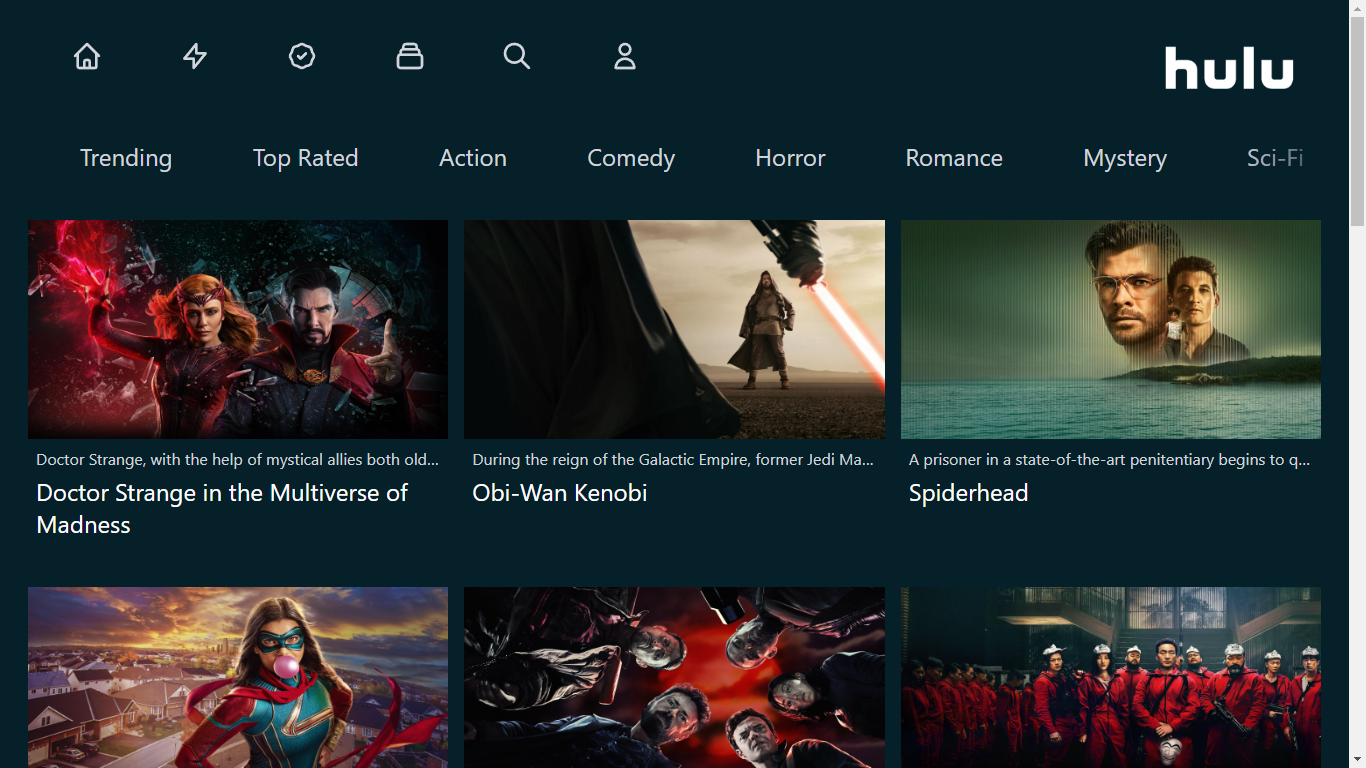 hulu
Trending Top Rated Action Comedy Horror Romance Mystery Sci-Fi
Doctor Strange, with the help of mystical allies both old...
Doctor Strange in the Multiverse of
Madness
During the reign of the Galactic Empire, former Jedi Ma...
Obi-Wan Kenobi
A prisoner in a state-of-the-art penitentiary begins to q...
Spiderhead